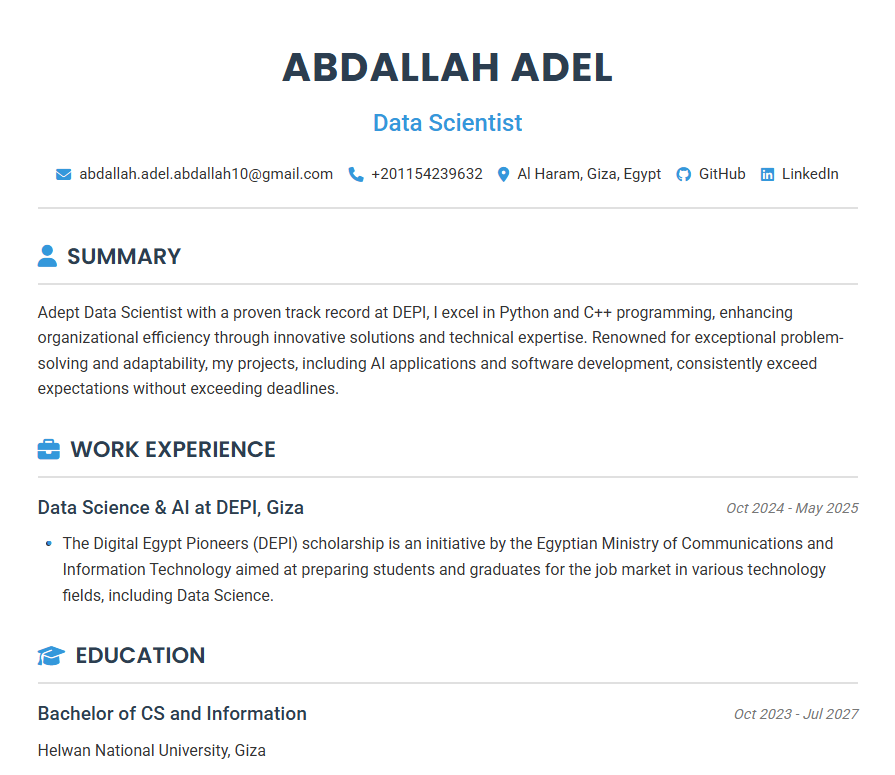 ABDALLAH ADEL
Data Scientist
abdallah.adel.abdallah10@gmail.com +201154239632 Al Haram, Giza, Egypt GitHub LinkedIn
SUMMARY
Adept Data Scientist with a proven track record at DEPI, I excel in Python and C++ programming, enhancing
organizational efficiency through innovative solutions and technical expertise. Renowned for exceptional problem-
solving and adaptability, my projects, including AI applications and software development, consistently exceed
expectations without exceeding deadlines.
WORK EXPERIENCE
Data Science & AI at DEPI, Giza Oct 2024 - May 2025
• The Digital Egypt Pioneers (DEPI) scholarship is an initiative by the Egyptian Ministry of Communications and
Information Technology aimed at preparing students and graduates for the job market in various technology
fields, including Data Science.
EDUCATION
Bachelor of CS and Information Oct 2023 - Jul 2027
Helwan National University, Giza